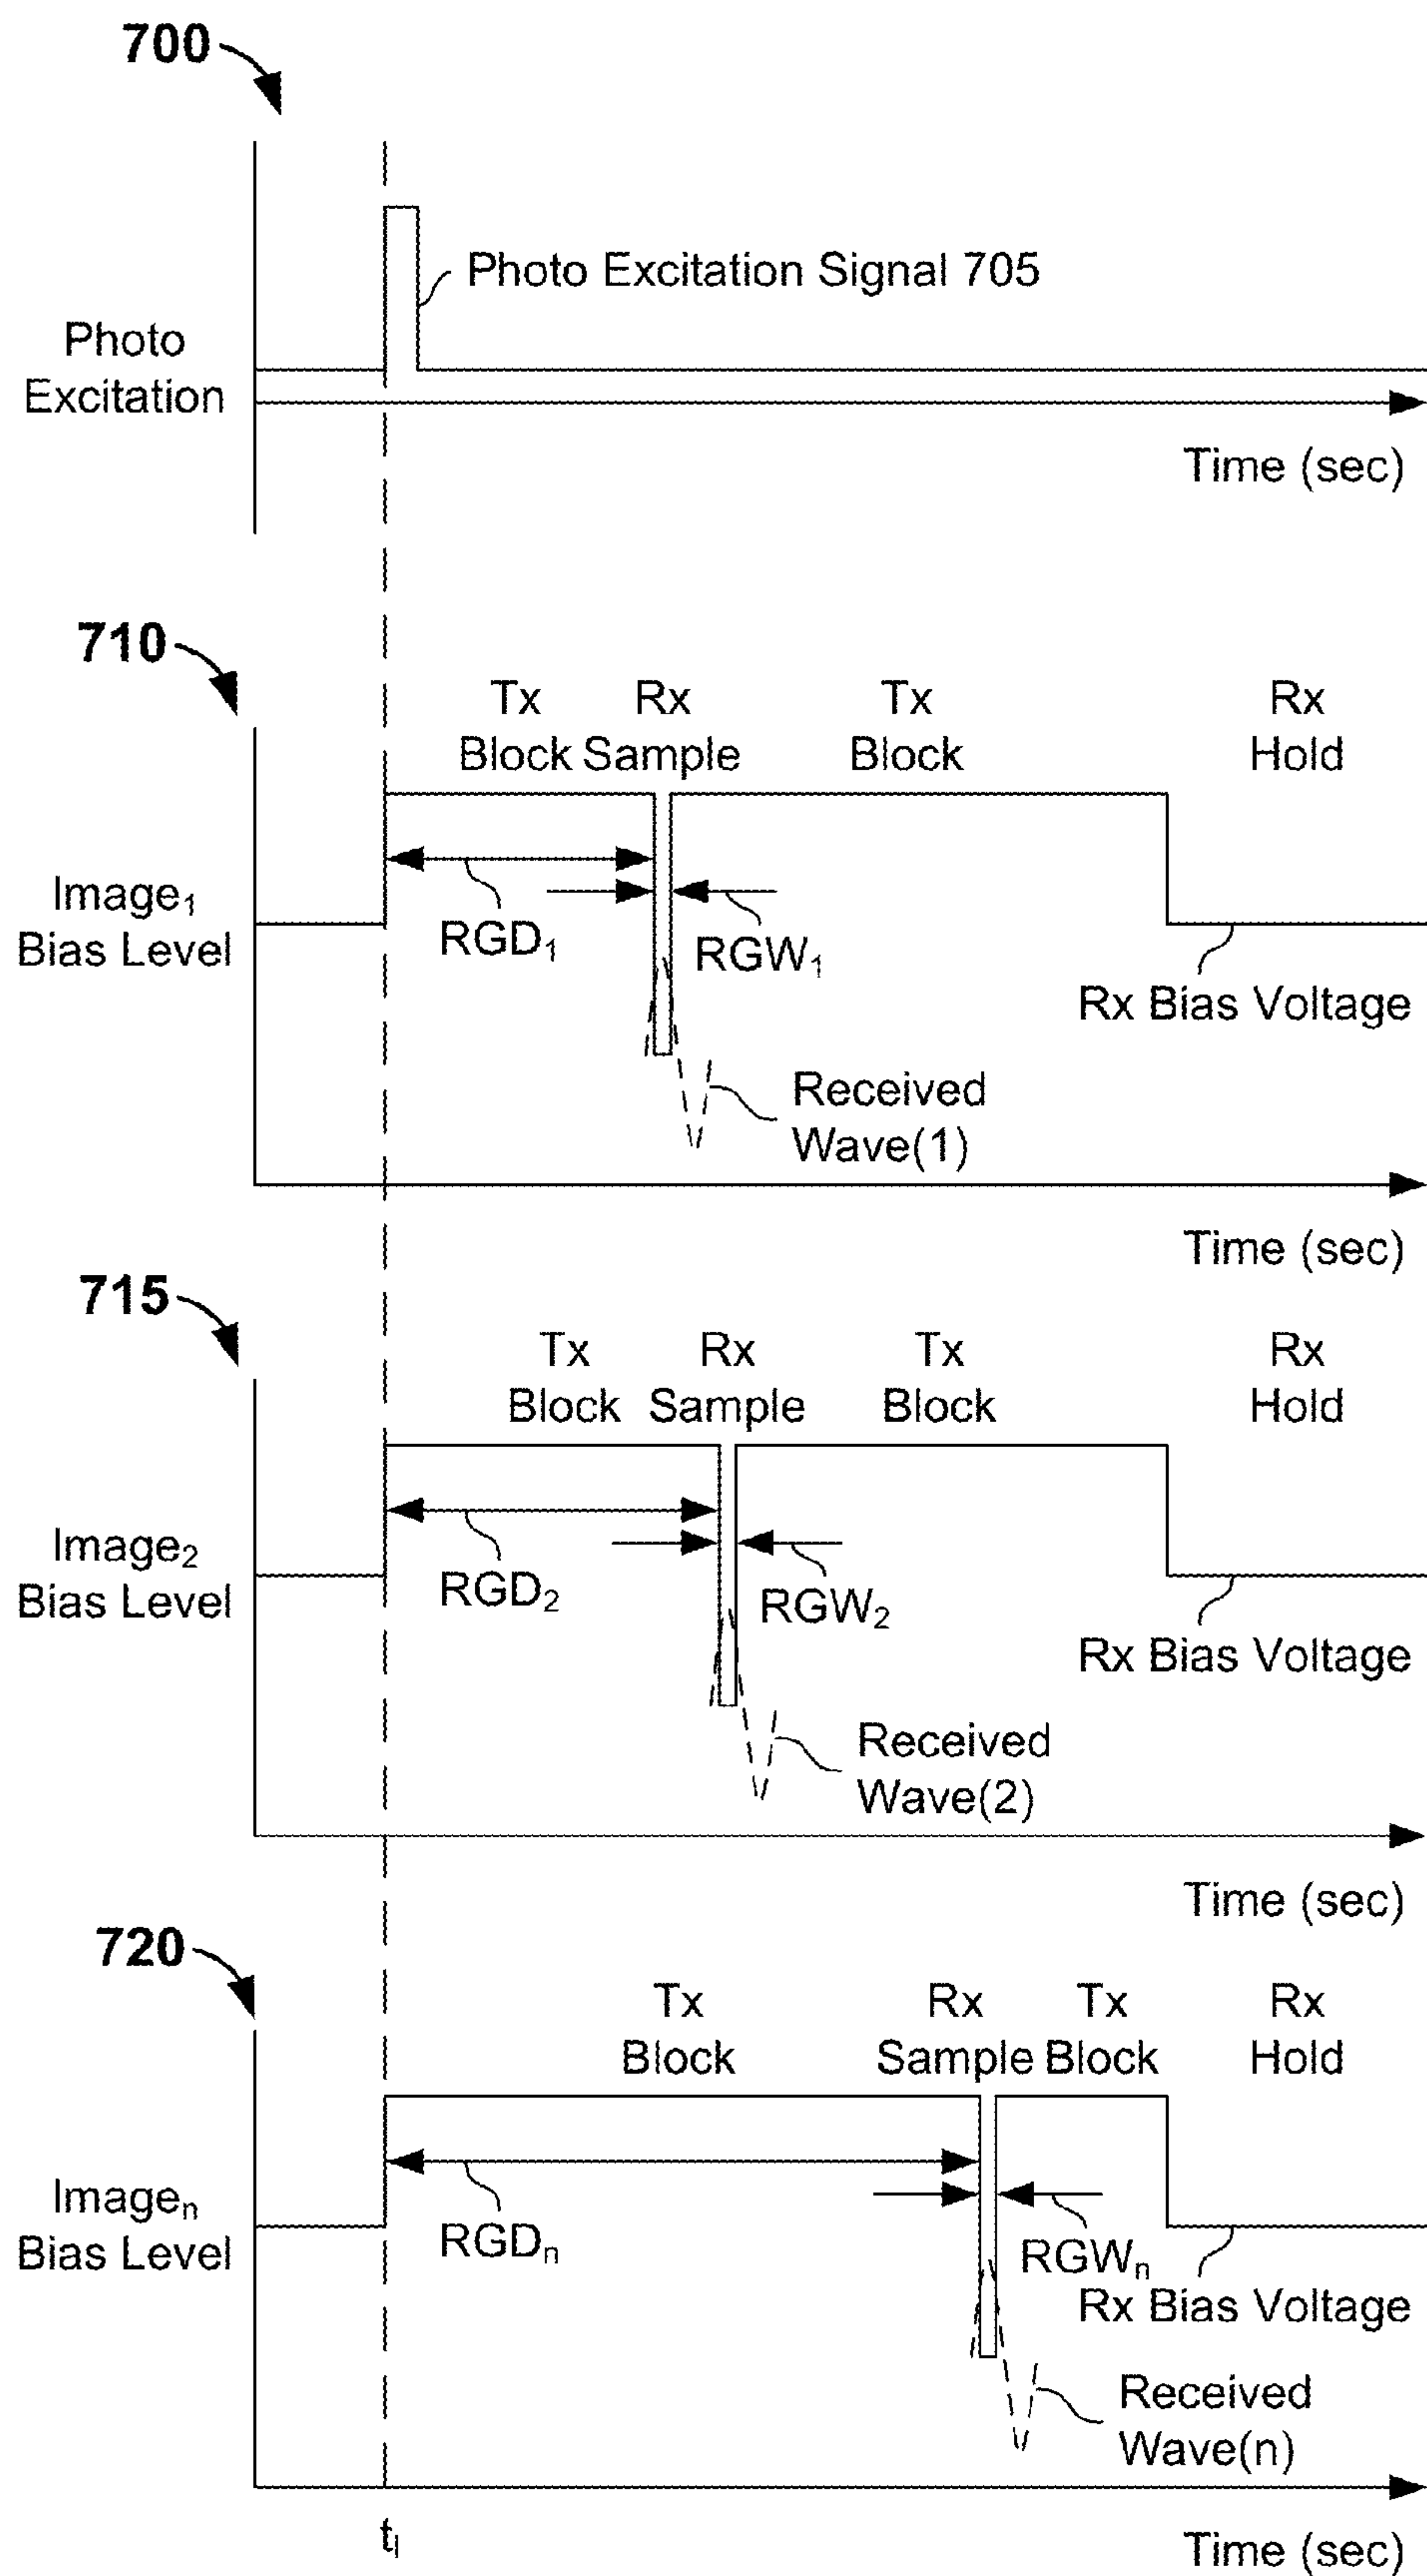 700
Photo Excitation Signal 705
Photo
Excitation
Time (sec)
710
Tx
Block
Rx
Sample
Tx
Block
Rx
Hold
Image₁
Bias Level
RGD₁
RGW₁
Rx Bias Voltage
Received
Wave(1)
Time (sec)
715
Tx
Block
Rx
Sample
Tx
Block
Rx
Hold
Image₂
Bias Level
RGD₂
RGW₂
Rx Bias Voltage
Received
Wave(2)
Time (sec)
720
Tx
Block
Rx
Sample
Tx
Block
Rx
Hold
Imageₙ
Bias Level
RGDₙ
RGWₙ
Rx Bias Voltage
Received
Wave(n)
tₗ
Time (sec)